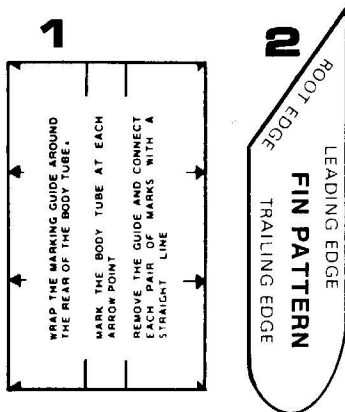 1
WRAP THE MARKING GUIDE AROUND
THE REAR OF THE BODY TUBE.
MARK THE BODY TUBE AT EACH
ARROW POINT
REMOVE THE GUIDE AND CONNECT
EACH PAIR OF MARKS WITH A
STRAIGHT LINE
2
ROOT EDGE
LEADING EDGE
FIN PATTERN
TRAILING EDGE